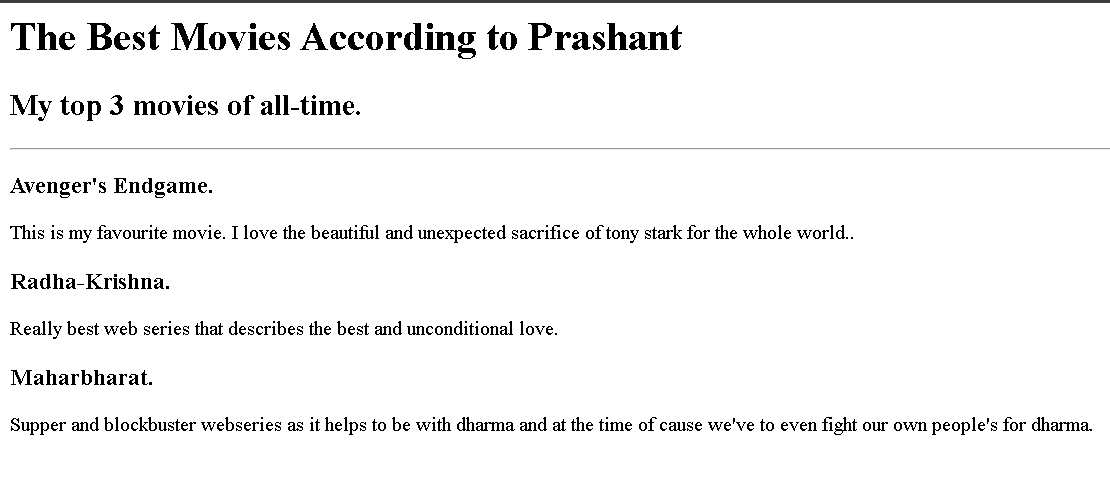 The Best Movies According to Prashant
My top 3 movies of all-time.
Avenger's Endgame.
This is my favourite movie. I love the beautiful and unexpected sacrifice of tony stark for the whole world..
Radha-Krishna.
Really best web series that describes the best and unconditional love.
Maharbharat.
Supper and blockbuster webseries as it helps to be with dharma and at the time of cause we've to even fight our own people's for dharma.